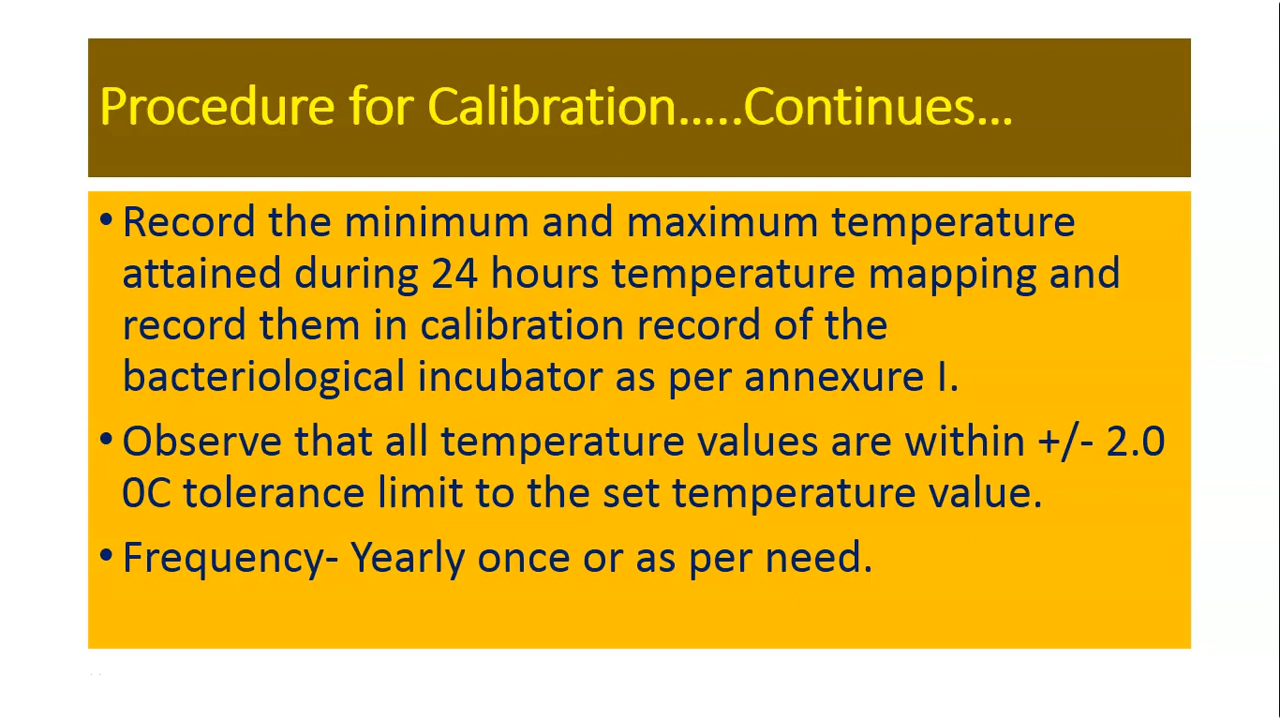 Procedure for Calibration…..Continues…
• Record the minimum and maximum temperature
attained during 24 hours temperature mapping and
record them in calibration record of the
bacteriological incubator as per annexure I.
• Observe that all temperature values are within +/- 2.0
0C tolerance limit to the set temperature value.
• Frequency- Yearly once or as per need.